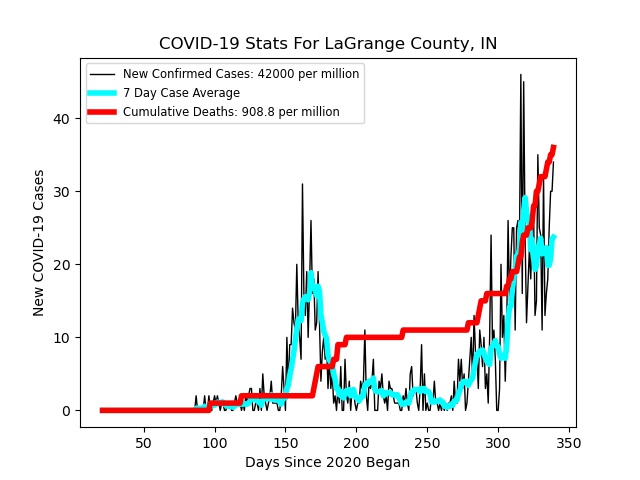 COVID-19 Stats For LaGrange County, IN
New Confirmed Cases: 42000 per million
7 Day Case Average
Cumulative Deaths: 908.8 per million
New COVID-19 Cases
40
30
20
10
0
50 100 150 200 250 300 350
Days Since 2020 Began